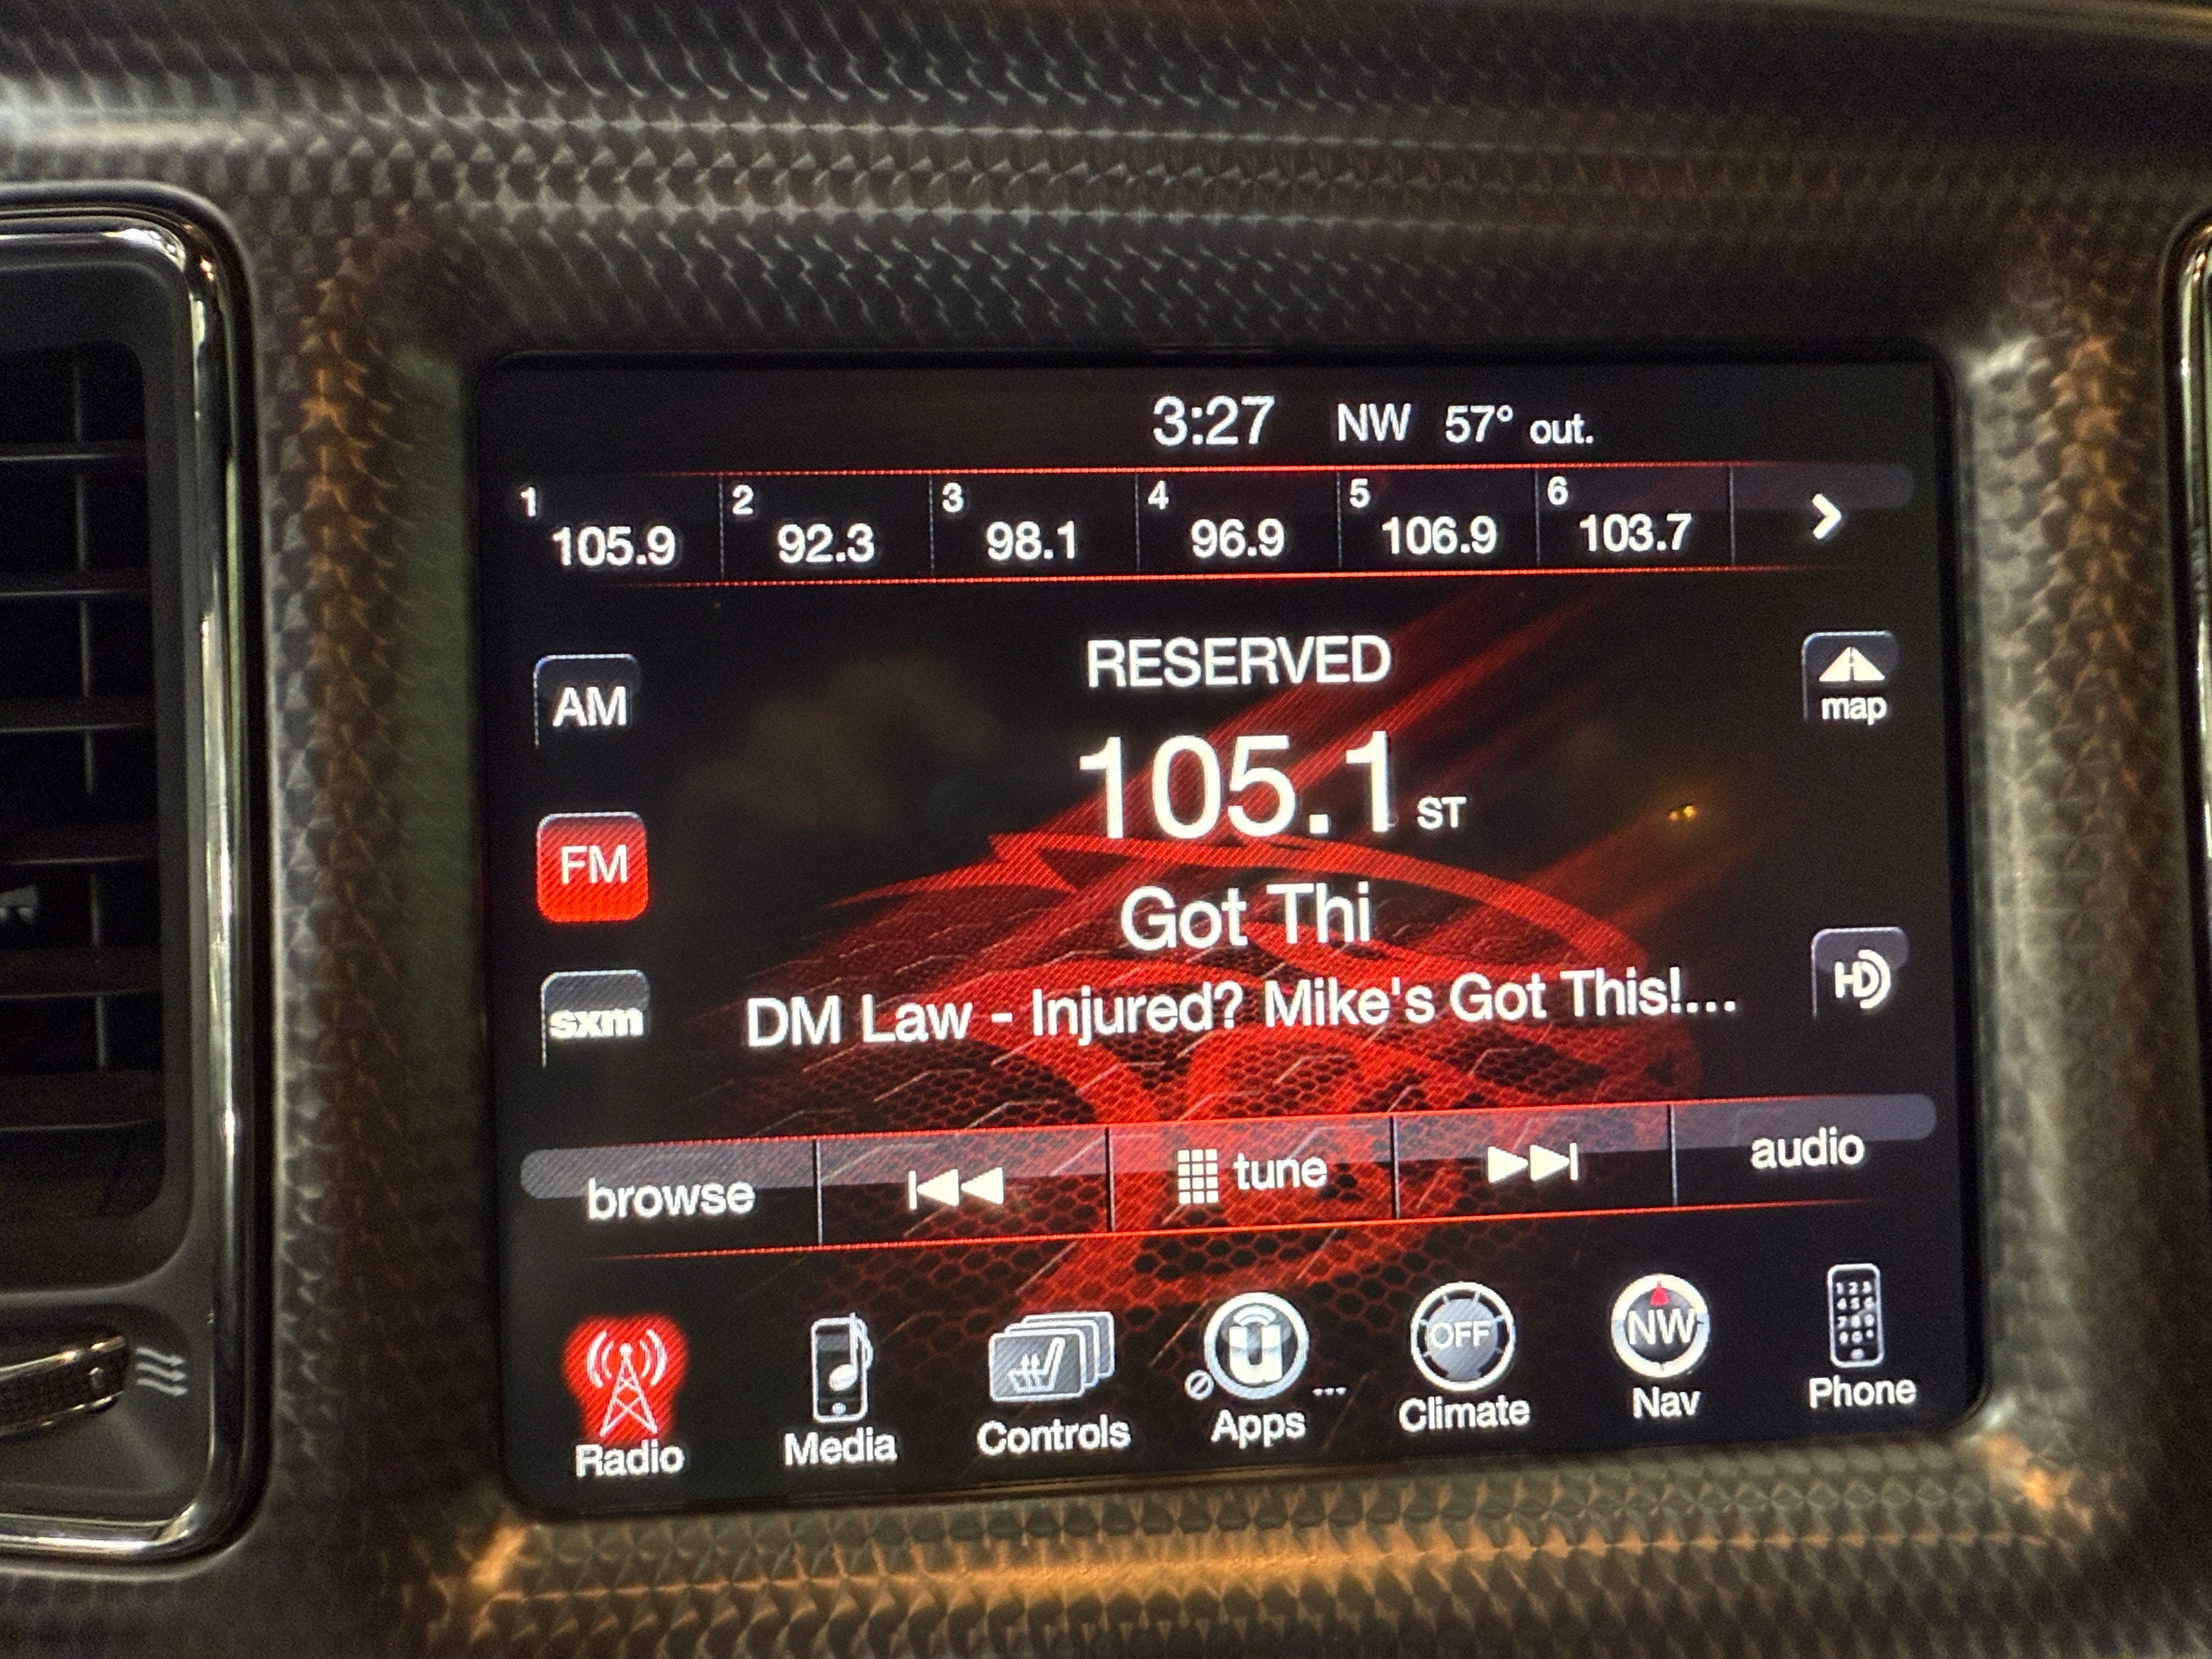 3:27 NW 57° out.
1 105.9 2 92.3 3 98.1 4 96.9 5 106.9 6 103.7
RESERVED
AM
map
105.1 ST
FM
Got Thi
HD
sxm
DM Law - Injured? Mike's Got This!...
browse tune audio
OFF NW
u ...
Radio Media Controls Apps Climate Nav Phone